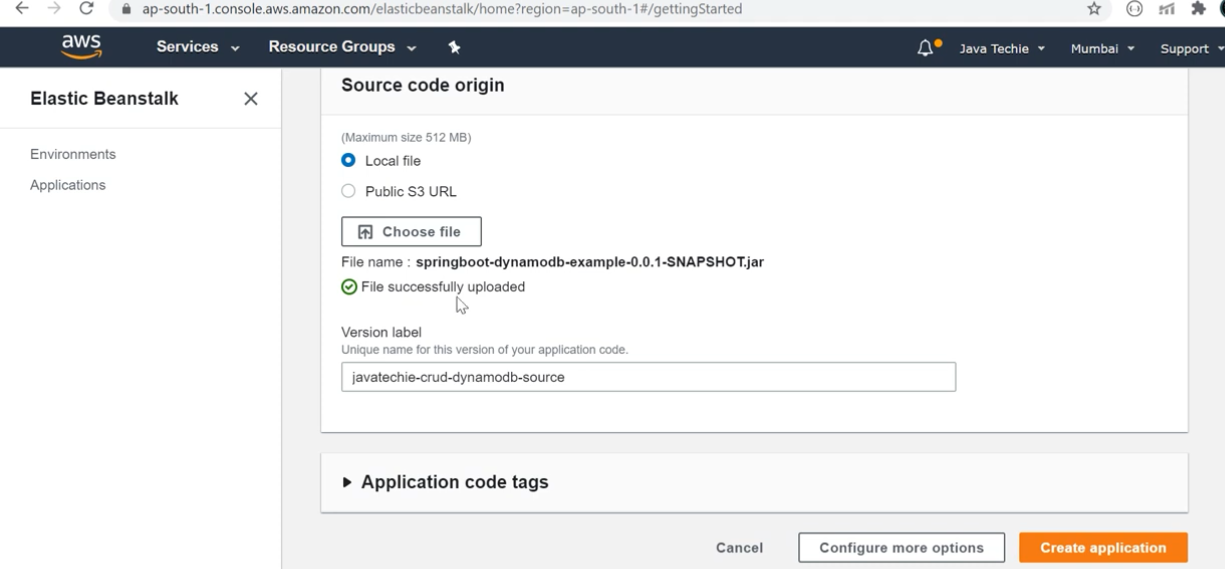 ap-south-1.console.aws.amazon.com/elasticbeanstalk/home?region=ap-south-1#/gettingStarted
aws Services Resource Groups Java Techie Mumbai Support
Elastic Beanstalk
Environments
Applications
Source code origin
(Maximum size 512 MB)
Local file
Public S3 URL
Choose file
File name : springboot-dynamodb-example-0.0.1-SNAPSHOT.jar
File successfully uploaded
Version label
Unique name for this version of your application code.
javatechie-crud-dynamodb-source
Application code tags
Cancel Configure more options Create application